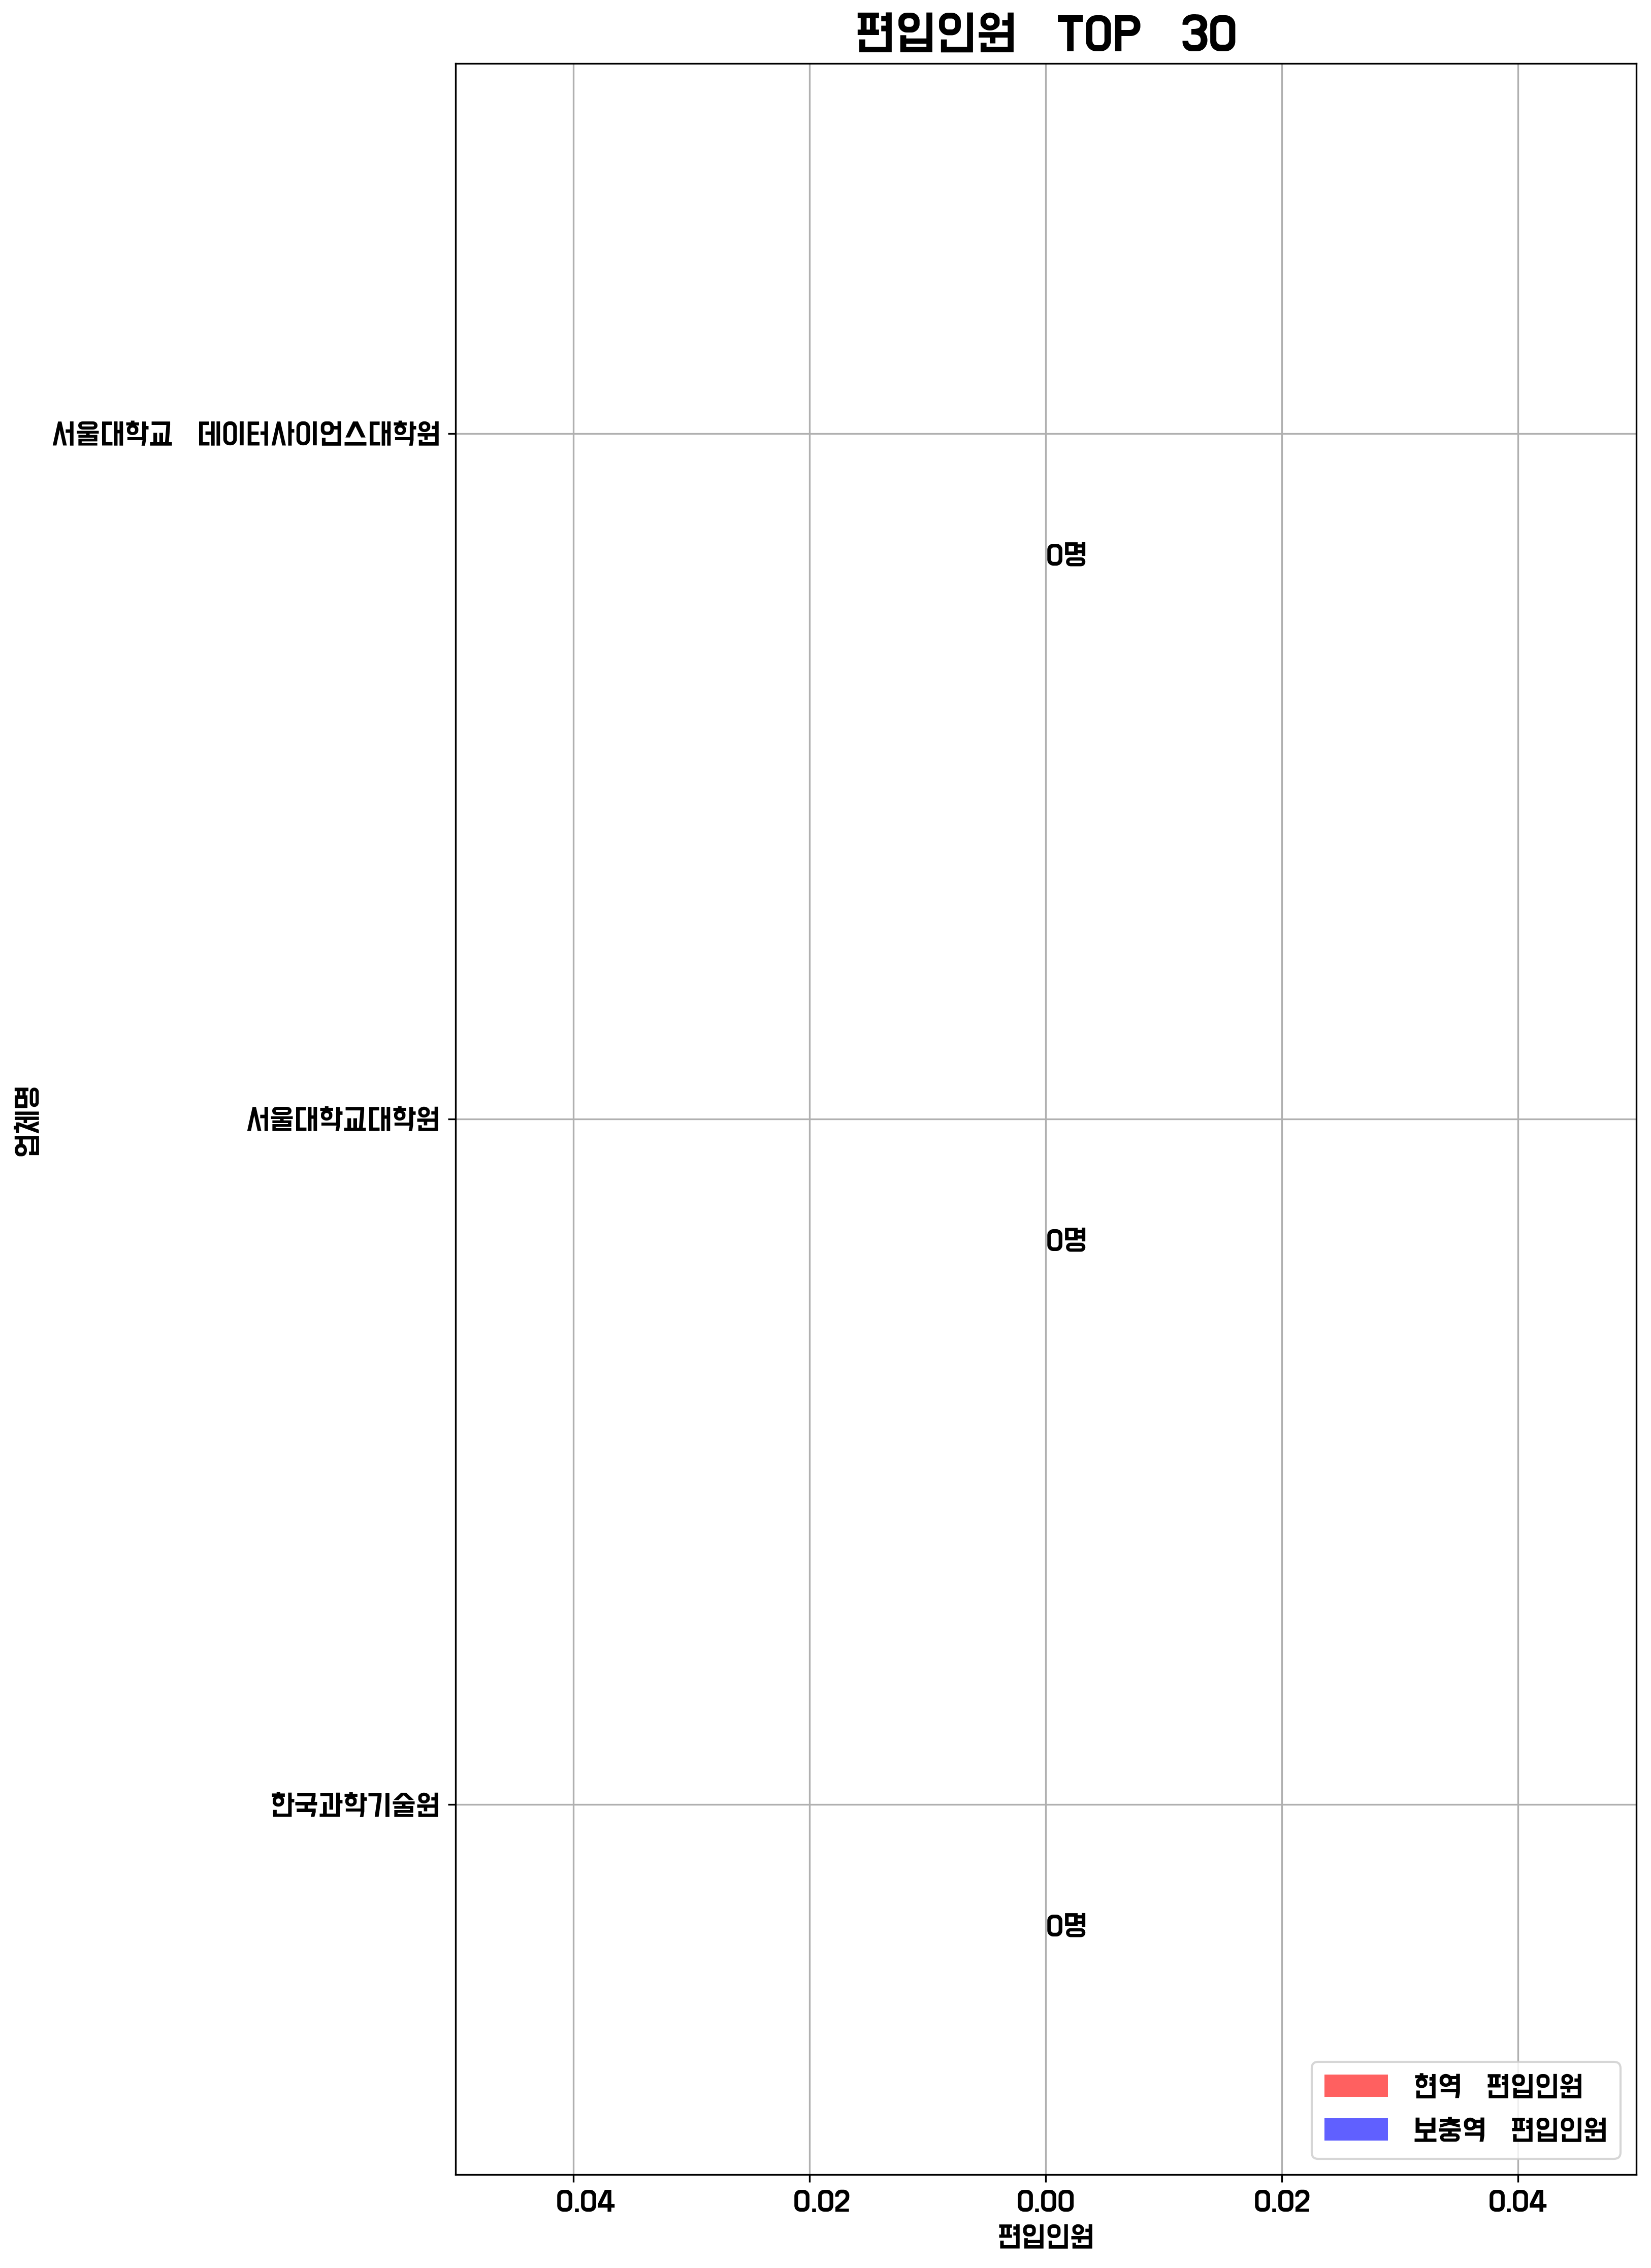 편입인원 TOP 30
서울대학교 데이터사이언스대학원
0명
업체명
서울대학교대학원
0명
한국과학기술원
0명
현역 편입인원
보충역 편입인원
0.04 0.02 0.00 0.02 0.04
편입인원